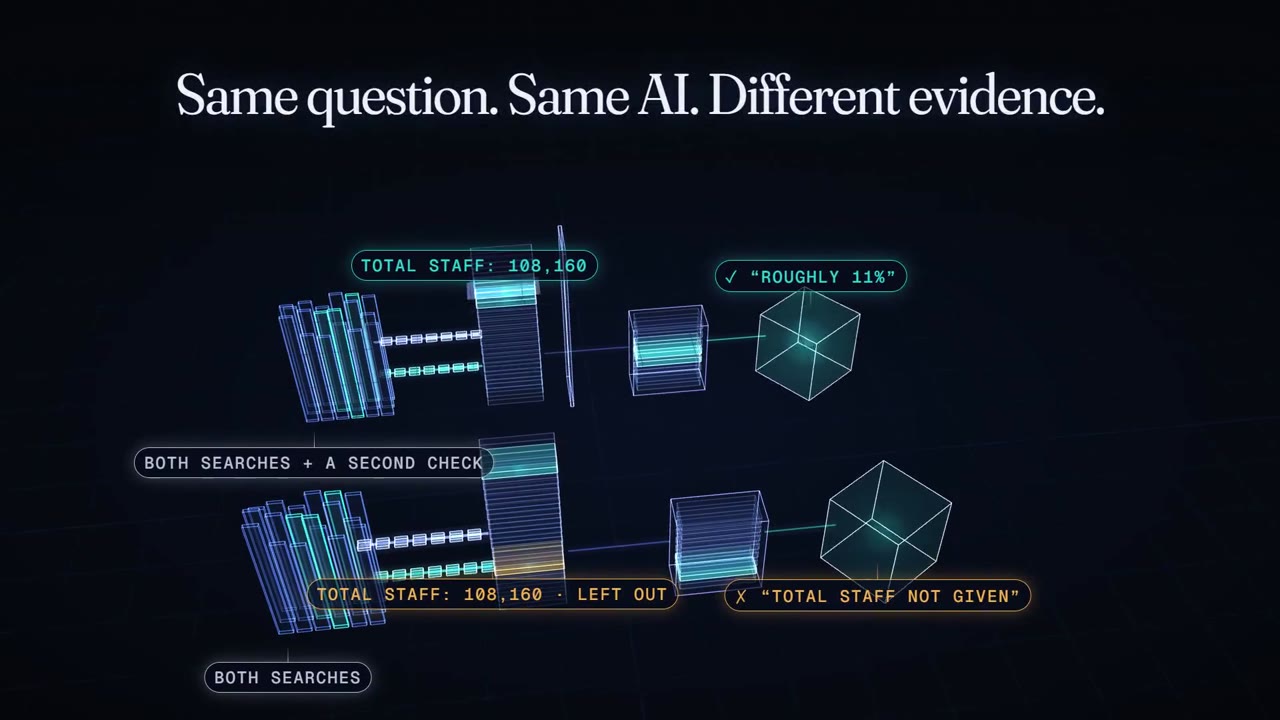 Same question. Same AI. Different evidence.
TOTAL STAFF: 108,160
✓ “ROUGHLY 11%”
BOTH SEARCHES + A SECOND CHECK
TOTAL STAFF: 108,160 · LEFT OUT
✗ “TOTAL STAFF NOT GIVEN”
BOTH SEARCHES